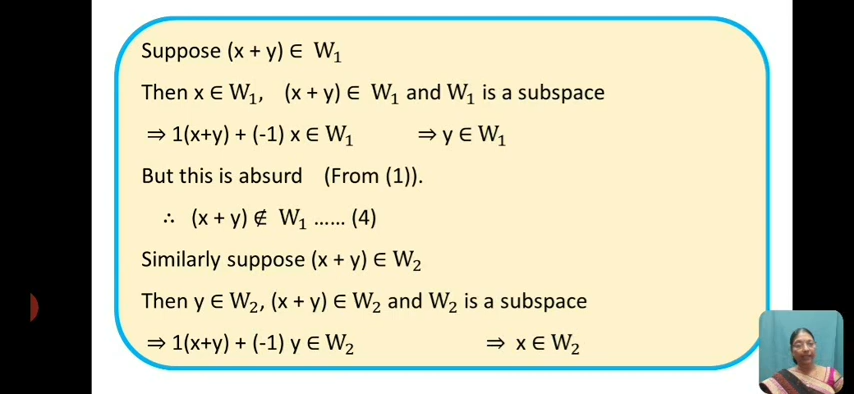 Suppose (x + y) ∈ W₁
Then x ∈ W₁, (x + y) ∈ W₁ and W₁ is a subspace
⇒ 1(x+y) + (-1) x ∈ W₁ ⇒ y ∈ W₁
But this is absurd (From (1)).
∴ (x + y) ∉ W₁ ...... (4)
Similarly suppose (x + y) ∈ W₂
Then y ∈ W₂, (x + y) ∈ W₂ and W₂ is a subspace
⇒ 1(x+y) + (-1) y ∈ W₂ ⇒ x ∈ W₂